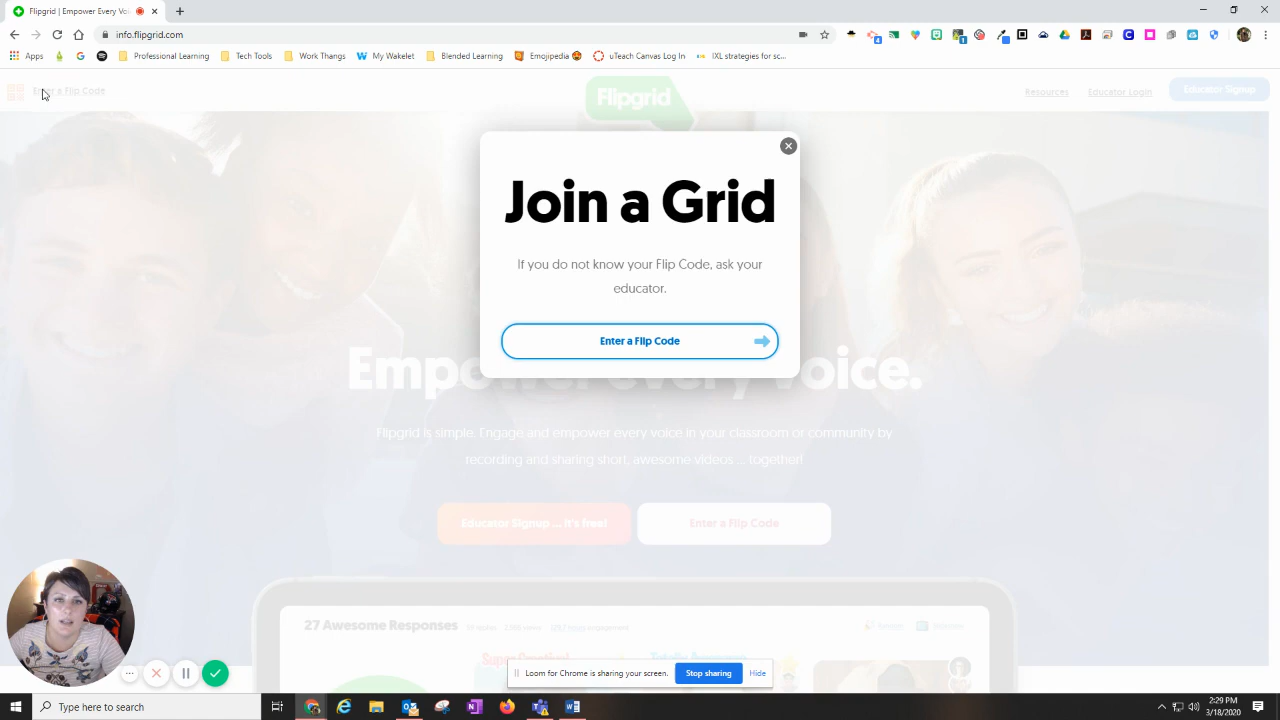 Flipgrid | Empower Every Voice
info.flipgrid.com
Apps
Professional Learning
Tech Tools
Work Thangs
My Wakelet
Blended Learning
Emojipedia
uTeach Canvas Log In
IXL strategies for sc...
Enter a Flip Code
Flipgrid
Resources
Educator Login
Educator Signup
Join a Grid
If you do not know your Flip Code, ask your
educator.
Enter a Flip Code
Empower every voice.
Flipgrid is simple. Engage and empower every voice in your classroom or community by
recording and sharing short, awesome videos ... together!
Educator Signup ... It's free!
Enter a Flip Code
27 Awesome Responses
Loom for Chrome is sharing your screen.
Stop sharing
Hide
Type here to search
2:29 PM
3/18/2020